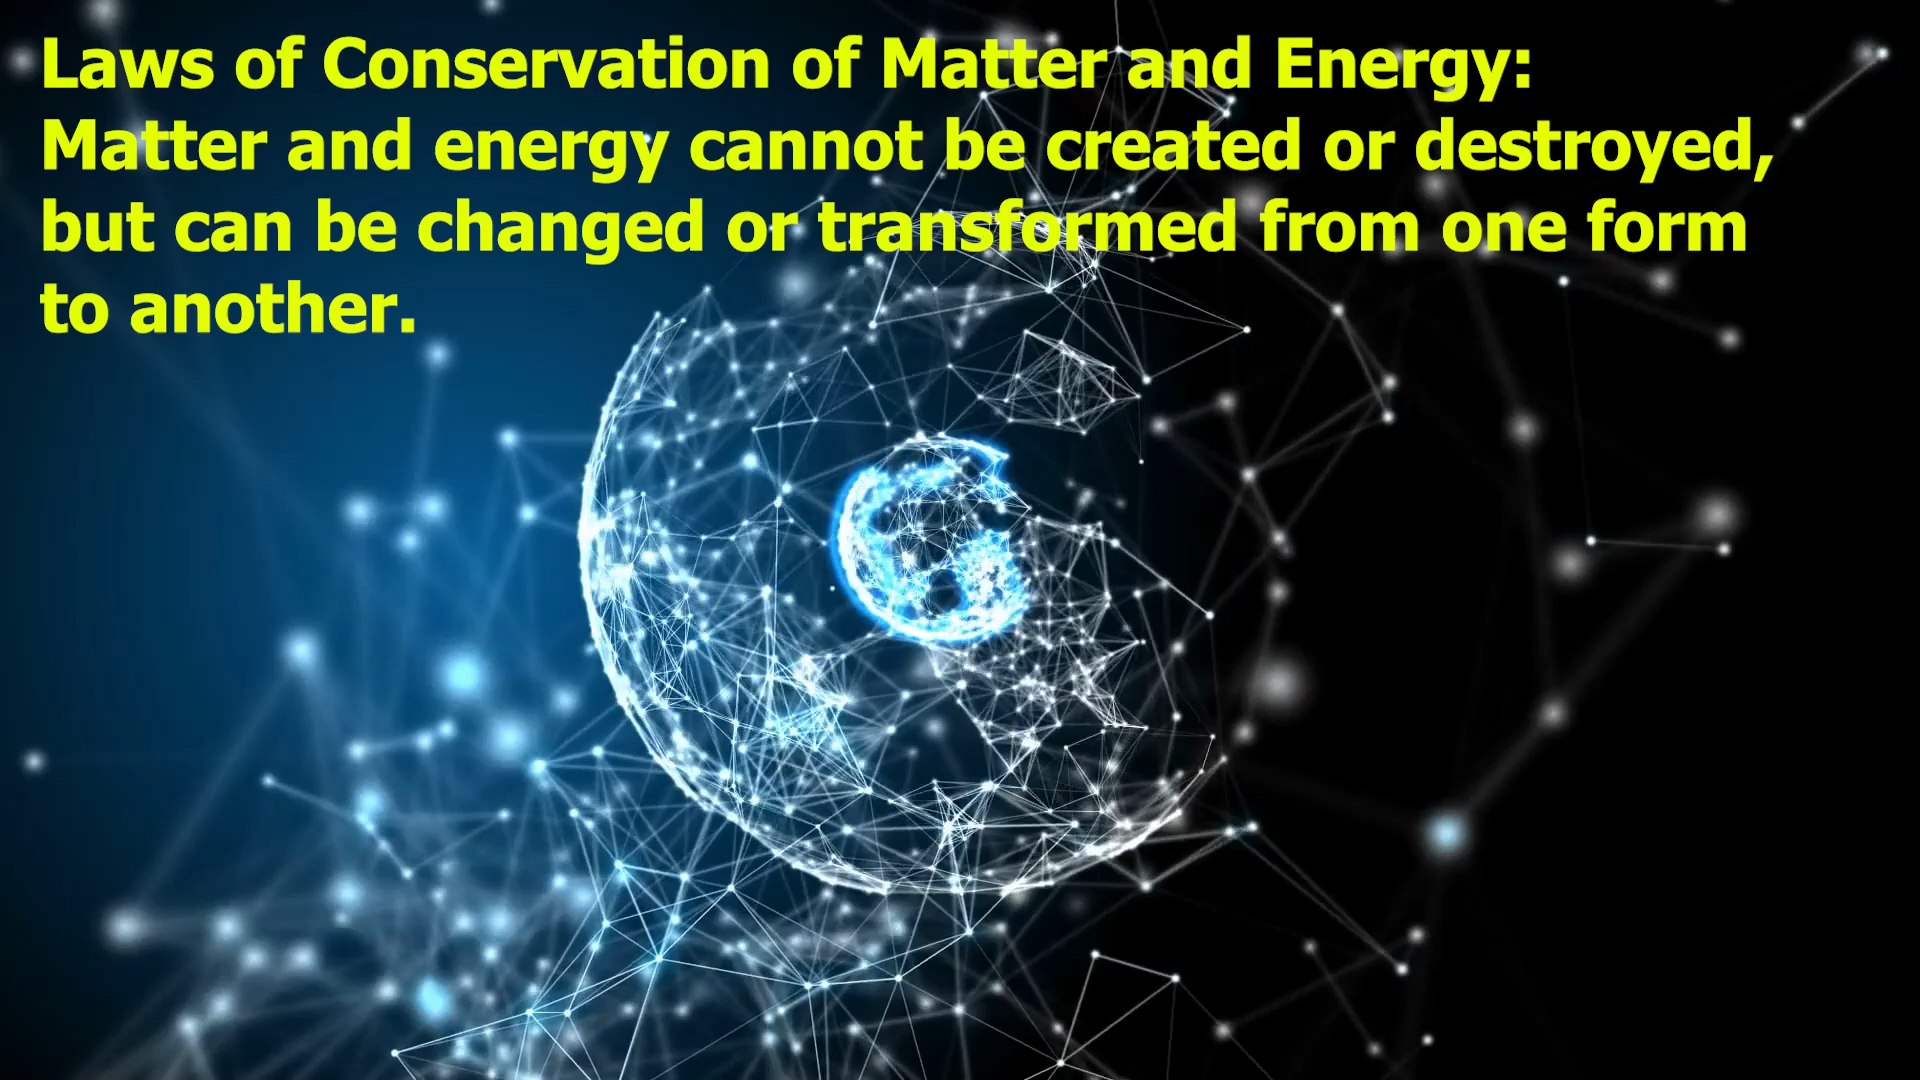 Laws of Conservation of Matter and Energy:
Matter and energy cannot be created or destroyed,
but can be changed or transformed from one form
to another.